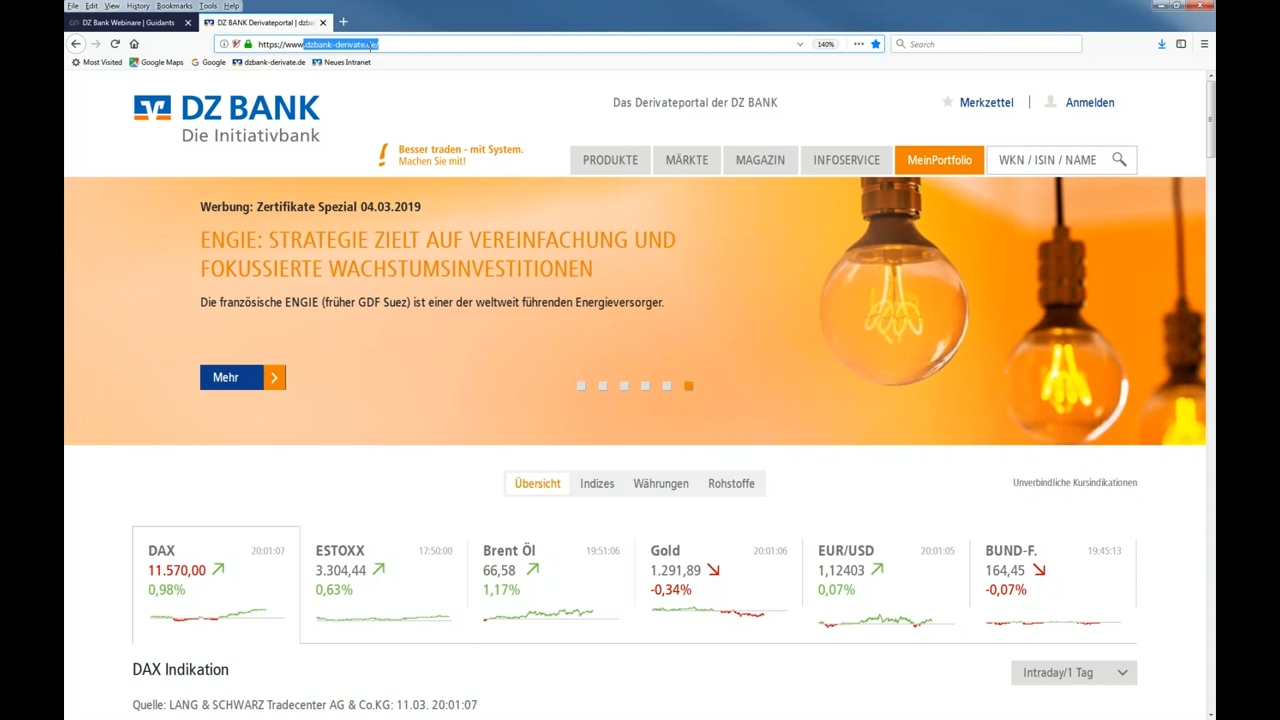 File Edit View History Bookmarks Tools Help
DZ Bank Webinare | Guidants
DZ BANK Derivateportal | dzban
https://www.dzbank-derivate.de/
140%
Search
Most Visited Google Maps Google dzbank-derivate.de Neues Intranet
DZ BANK
Die Initiativbank
Das Derivateportal der DZ BANK
Merkzettel
Anmelden
Besser traden - mit System.
Machen Sie mit!
PRODUKTE MÄRKTE MAGAZIN INFOSERVICE MeinPortfolio WKN / ISIN / NAME
Werbung: Zertifikate Spezial 04.03.2019
ENGIE: STRATEGIE ZIELT AUF VEREINFACHUNG UND
FOKUSSIERTE WACHSTUMSINVESTITIONEN
Die französische ENGIE (früher GDF Suez) ist einer der weltweit führenden Energieversorger.
Mehr
Übersicht Indizes Währungen Rohstoffe
Unverbindliche Kursindikationen
DAX 20:01:07
11.570,00
0,98%
ESTOXX 17:50:00
3.304,44
0,63%
Brent Öl 19:51:06
66,58
1,17%
Gold 20:01:06
1.291,89
-0,34%
EUR/USD 20:01:05
1,12403
0,07%
BUND-F. 19:45:13
164,45
-0,07%
DAX Indikation
Intraday/1 Tag
Quelle: LANG & SCHWARZ Tradecenter AG & Co.KG: 11.03. 20:01:07